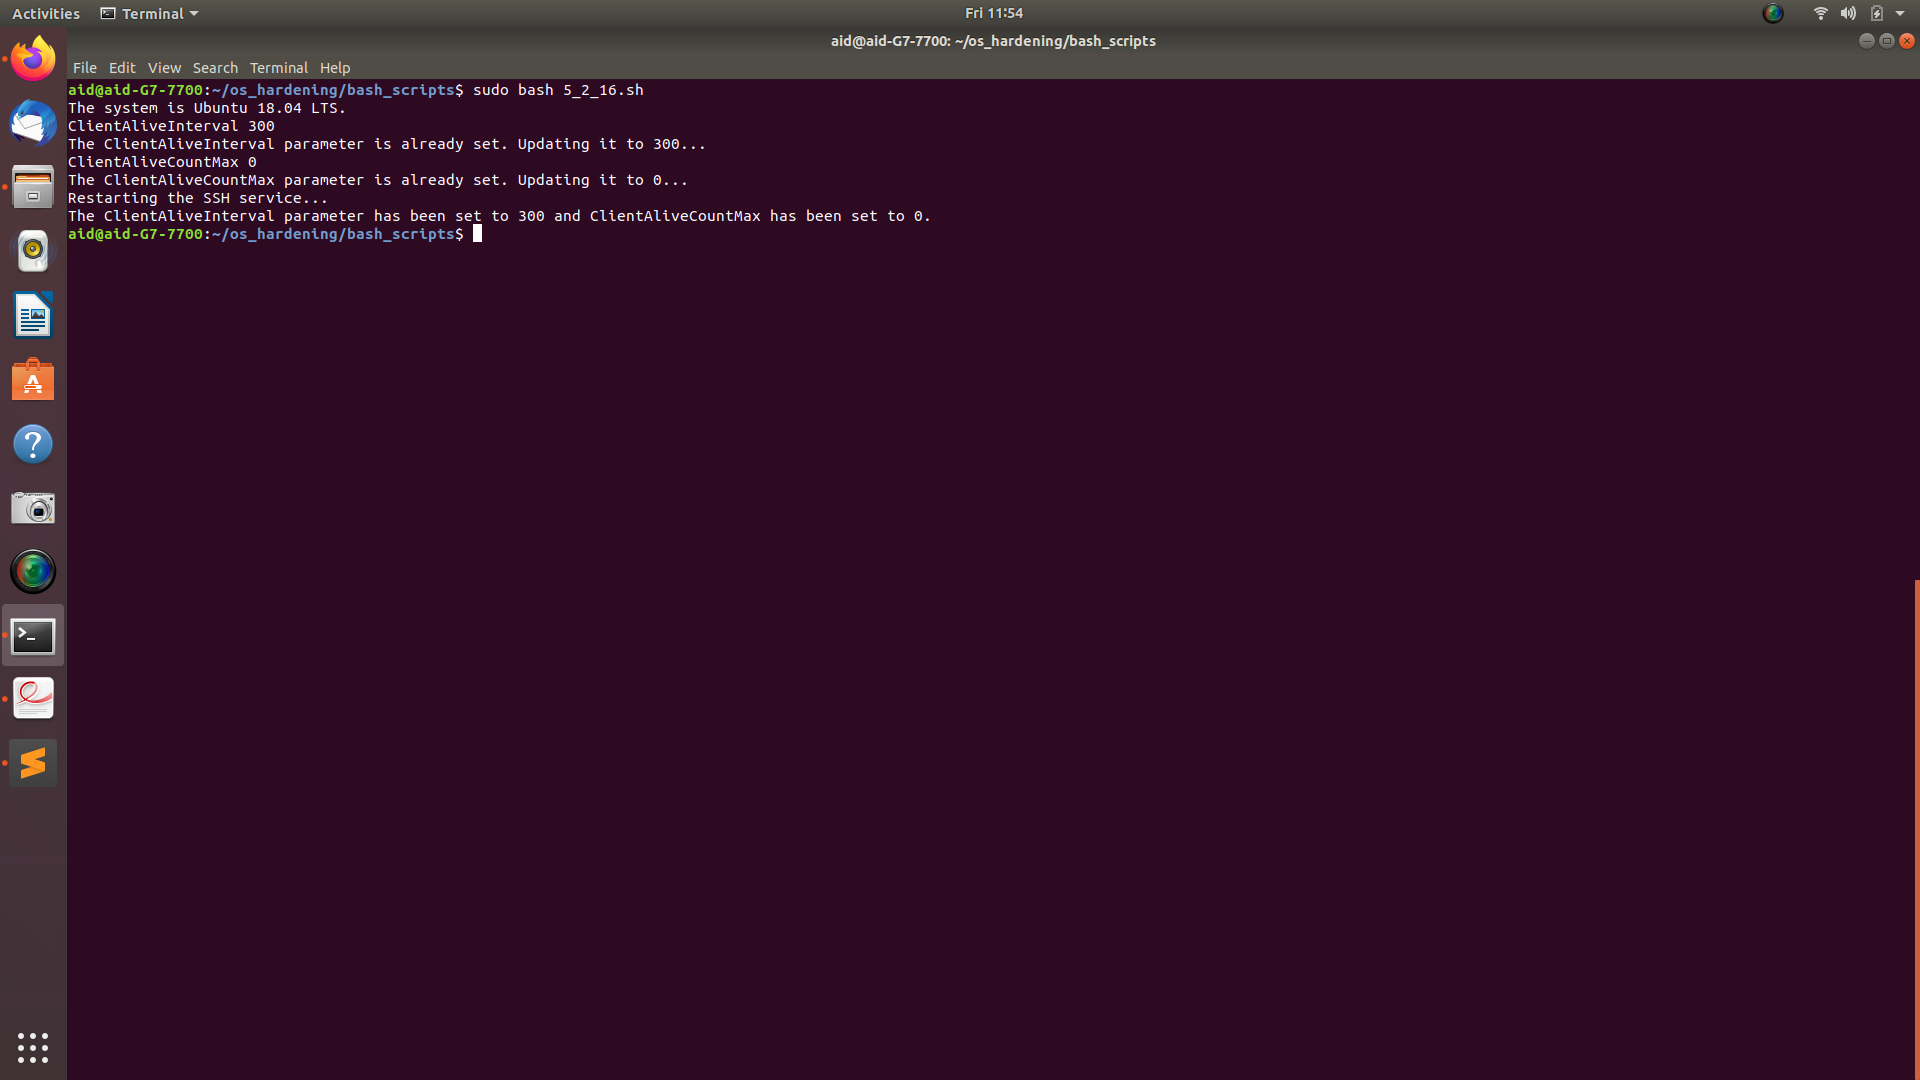 Activities Terminal Fri 11:54
aid@aid-G7-7700: ~/os_hardening/bash_scripts
File Edit View Search Terminal Help
aid@aid-G7-7700:~/os_hardening/bash_scripts$ sudo bash 5_2_16.sh
The system is Ubuntu 18.04 LTS.
ClientAliveInterval 300
The ClientAliveInterval parameter is already set. Updating it to 300...
ClientAliveCountMax 0
The ClientAliveCountMax parameter is already set. Updating it to 0...
Restarting the SSH service...
The ClientAliveInterval parameter has been set to 300 and ClientAliveCountMax has been set to 0.
aid@aid-G7-7700:~/os_hardening/bash_scripts$